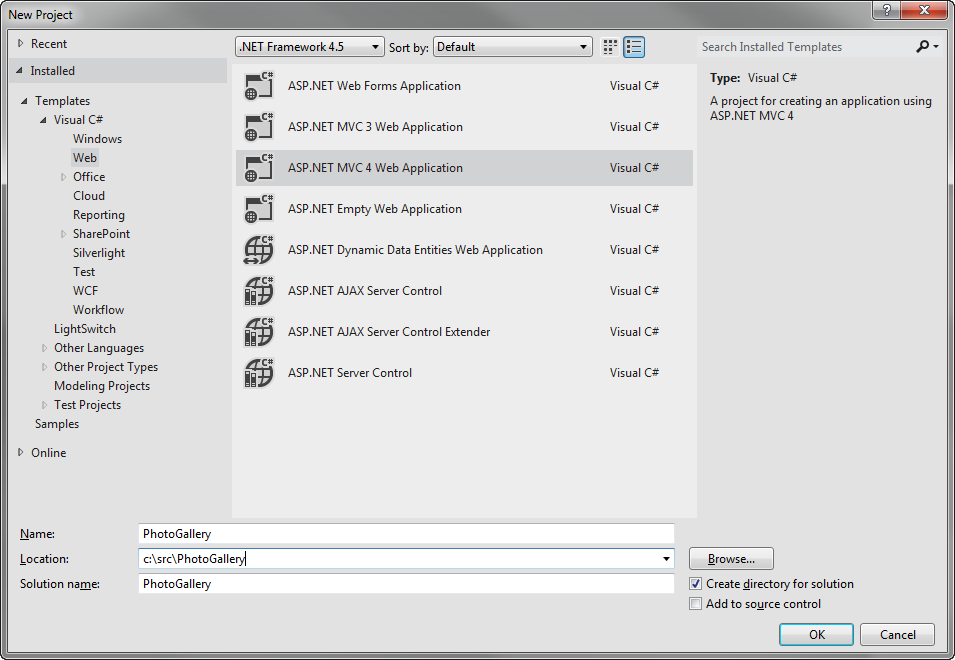 New Project
?
Recent
Installed
Templates
Visual C#
Windows
Web
Office
Cloud
Reporting
SharePoint
Silverlight
Test
WCF
Workflow
LightSwitch
Other Languages
Other Project Types
Modeling Projects
Test Projects
Samples
Online
.NET Framework 4.5 Sort by: Default
C# ASP.NET Web Forms Application Visual C#
C# ASP.NET MVC 3 Web Application Visual C#
C# ASP.NET MVC 4 Web Application Visual C#
C# ASP.NET Empty Web Application Visual C#
C# ASP.NET Dynamic Data Entities Web Application Visual C#
C# ASP.NET AJAX Server Control Visual C#
C# ASP.NET AJAX Server Control Extender Visual C#
C# ASP.NET Server Control Visual C#
Search Installed Templates
Type: Visual C#
A project for creating an application using
ASP.NET MVC 4
Name: PhotoGallery
Location: c:\src\PhotoGallery Browse...
Solution name: PhotoGallery
Create directory for solution
Add to source control
OK Cancel